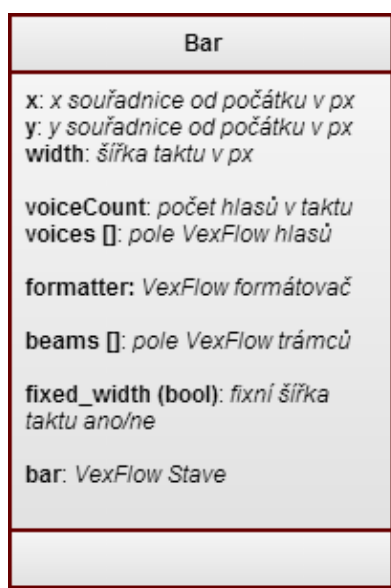 Bar
x: x souřadnice od počátku v px
y: y souřadnice od počátku v px
width: šířka taktu v px
voiceCount: počet hlasů v taktu
voices []: pole VexFlow hlasů
formatter: VexFlow formátovač
beams []: pole VexFlow trámců
fixed_width (bool): fixní šířka
taktu ano/ne
bar: VexFlow Stave